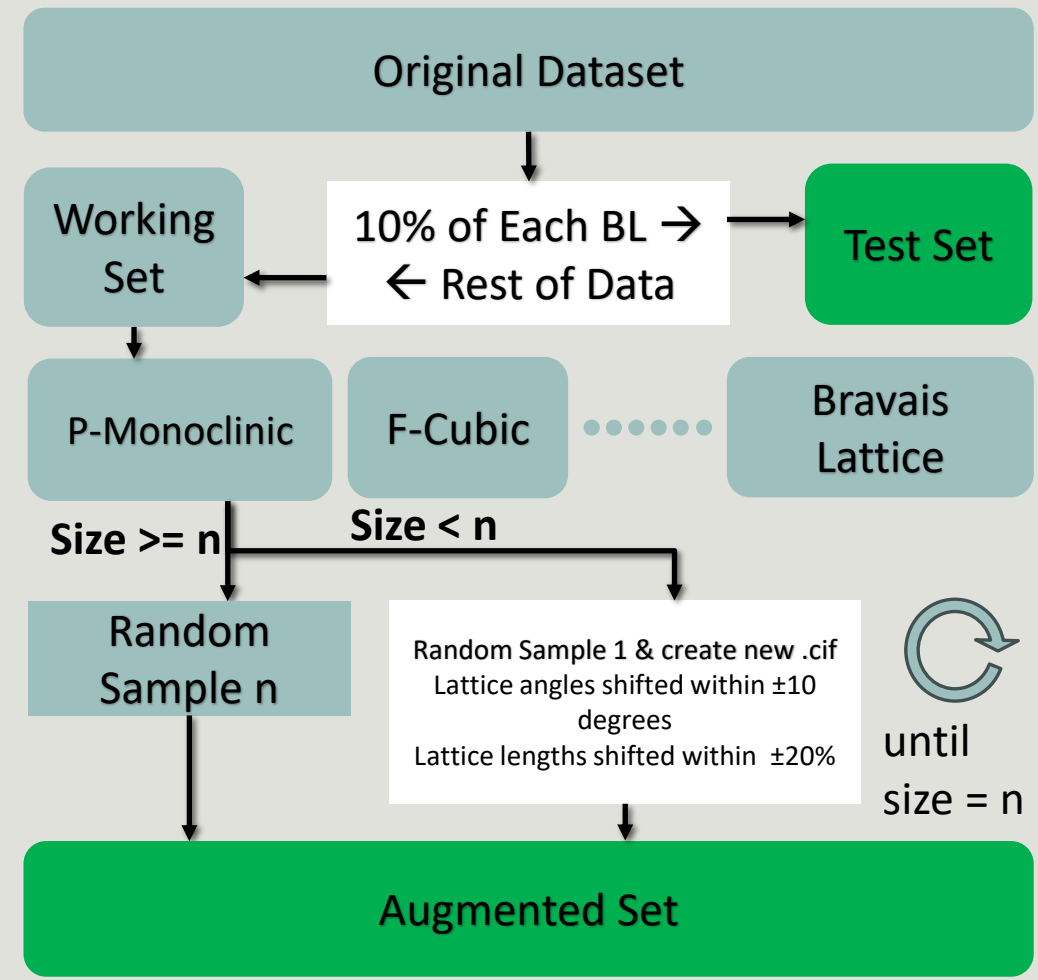 Original Dataset
Working
Set
10% of Each BL →
← Rest of Data
Test Set
P-Monoclinic
F-Cubic
Bravais
Lattice
Size >= n
Size < n
Random
Sample n
Random Sample 1 & create new .cif
Lattice angles shifted within ±10
degrees
Lattice lengths shifted within ±20%
until
size = n
Augmented Set